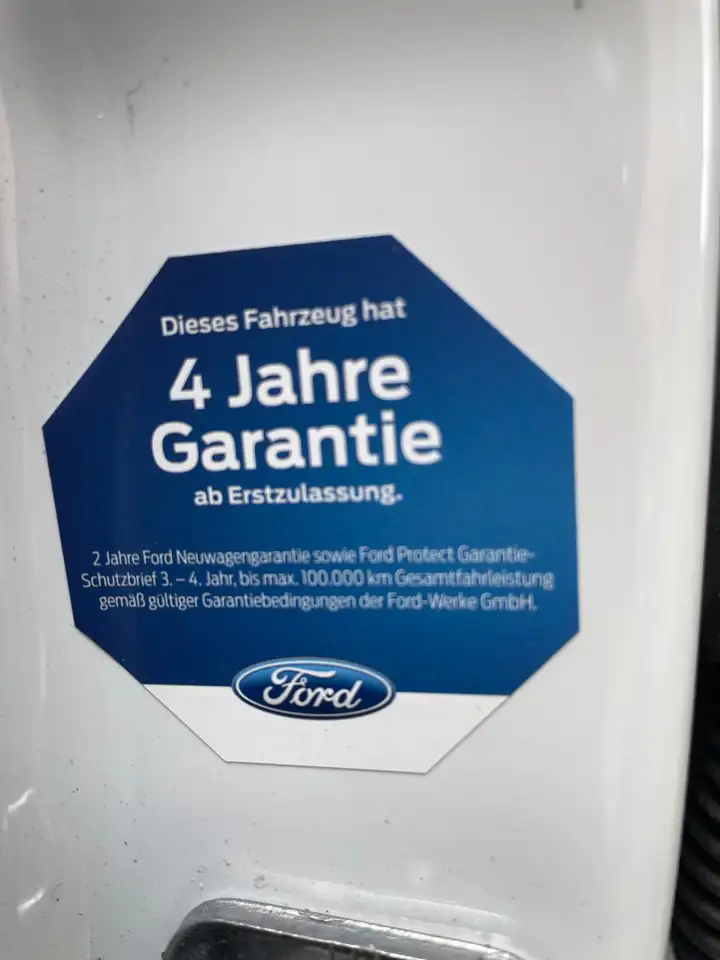 Dieses Fahrzeug hat
4 Jahre
Garantie
ab Erstzulassung.
2 Jahre Ford Neuwagengarantie sowie Ford Protect Garantie-
Schutzbrief 3. – 4. Jahr, bis max. 100.000 km Gesamtfahrleistung
gemäß gültiger Garantiebedingungen der Ford-Werke GmbH.
Ford